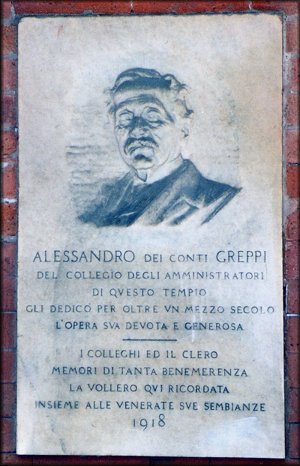 ALESSANDRO DEI CONTI GREPPI
DEL COLLEGIO DEGLI AMMINISTRATORI
DI QVESTO TEMPIO
GLI DEDICÒ PER OLTRE VN MEZZO SECOLO
L'OPERA SVA DEVOTA E GENEROSA
I COLLEGHI ED IL CLERO
MEMORI DI TANTA BENEMERENZA
LA VOLLERO QVI RICORDATA
INSIEME ALLE VENERATE SVE SEMBIANZE
1918